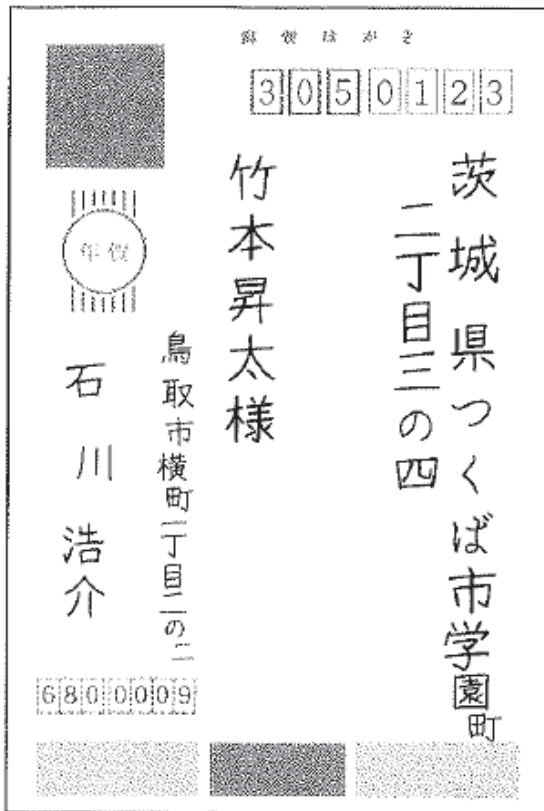 年賀はがき
3050123
茨城県つくば市学園町
二丁目三の四
竹本昇太様
年賀
鳥取市横町一丁目二の二
石川浩介
6800009